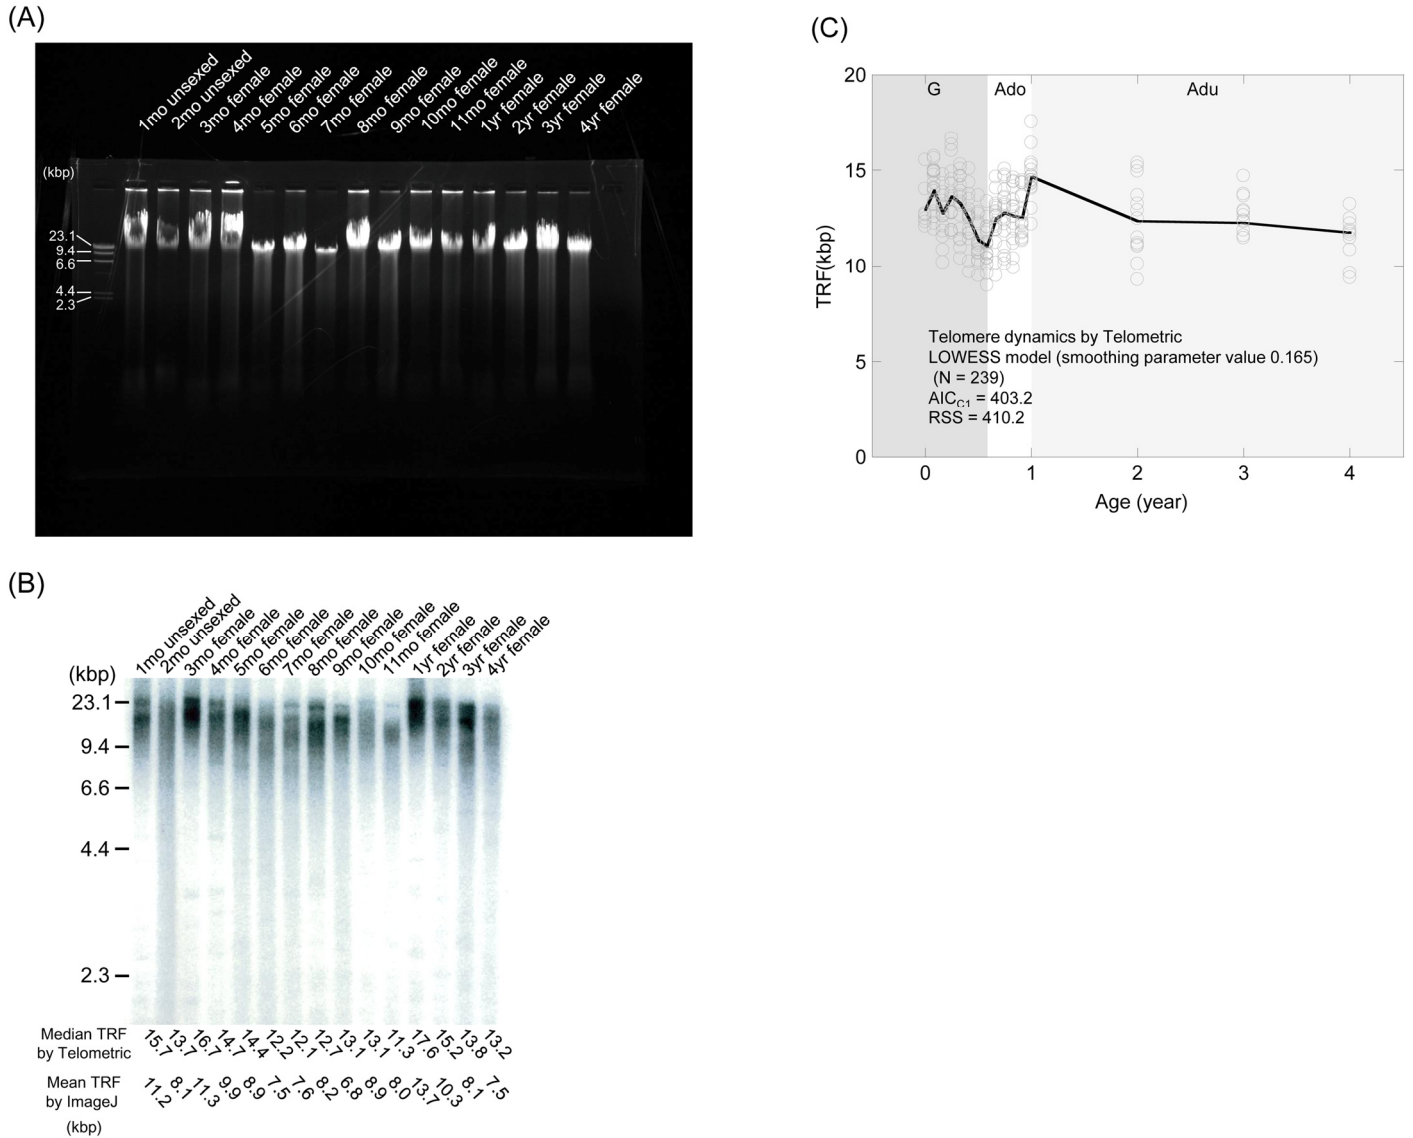 (A)
1mo unsexed
2mo unsexed
3mo female
4mo female
5mo female
6mo female
7mo female
8mo female
9mo female
10mo female
11mo female
1yr female
2yr female
3yr female
4yr female
(kbp)
23.1
9.4
6.6
4.4
2.3
(B)
1mo unsexed
2mo unsexed
3mo female
4mo female
5mo female
6mo female
7mo female
8mo female
9mo female
10mo female
11mo female
1yr female
2yr female
3yr female
4yr female
(kbp)
23.1
9.4
6.6
4.4
2.3
Median TRF
by Telometric
15.7 13.7 16.7 14.7 14.4 12.2 12.1 12.7 13.1 13.1 11.3 17.6 15.2 13.8 13.2
Mean TRF
by ImageJ
11.2 8.1 11.3 9.9 8.9 7.5 7.6 8.2 6.8 8.9 8.0 13.7 10.3 8.1 7.5
(kbp)
(C)
G Ado Adu
20
15
10
5
0
TRF(kbp)
Telomere dynamics by Telometric
LOWESS model (smoothing parameter value 0.165)
(N = 239)
AICC1 = 403.2
RSS = 410.2
0 1 2 3 4
Age (year)